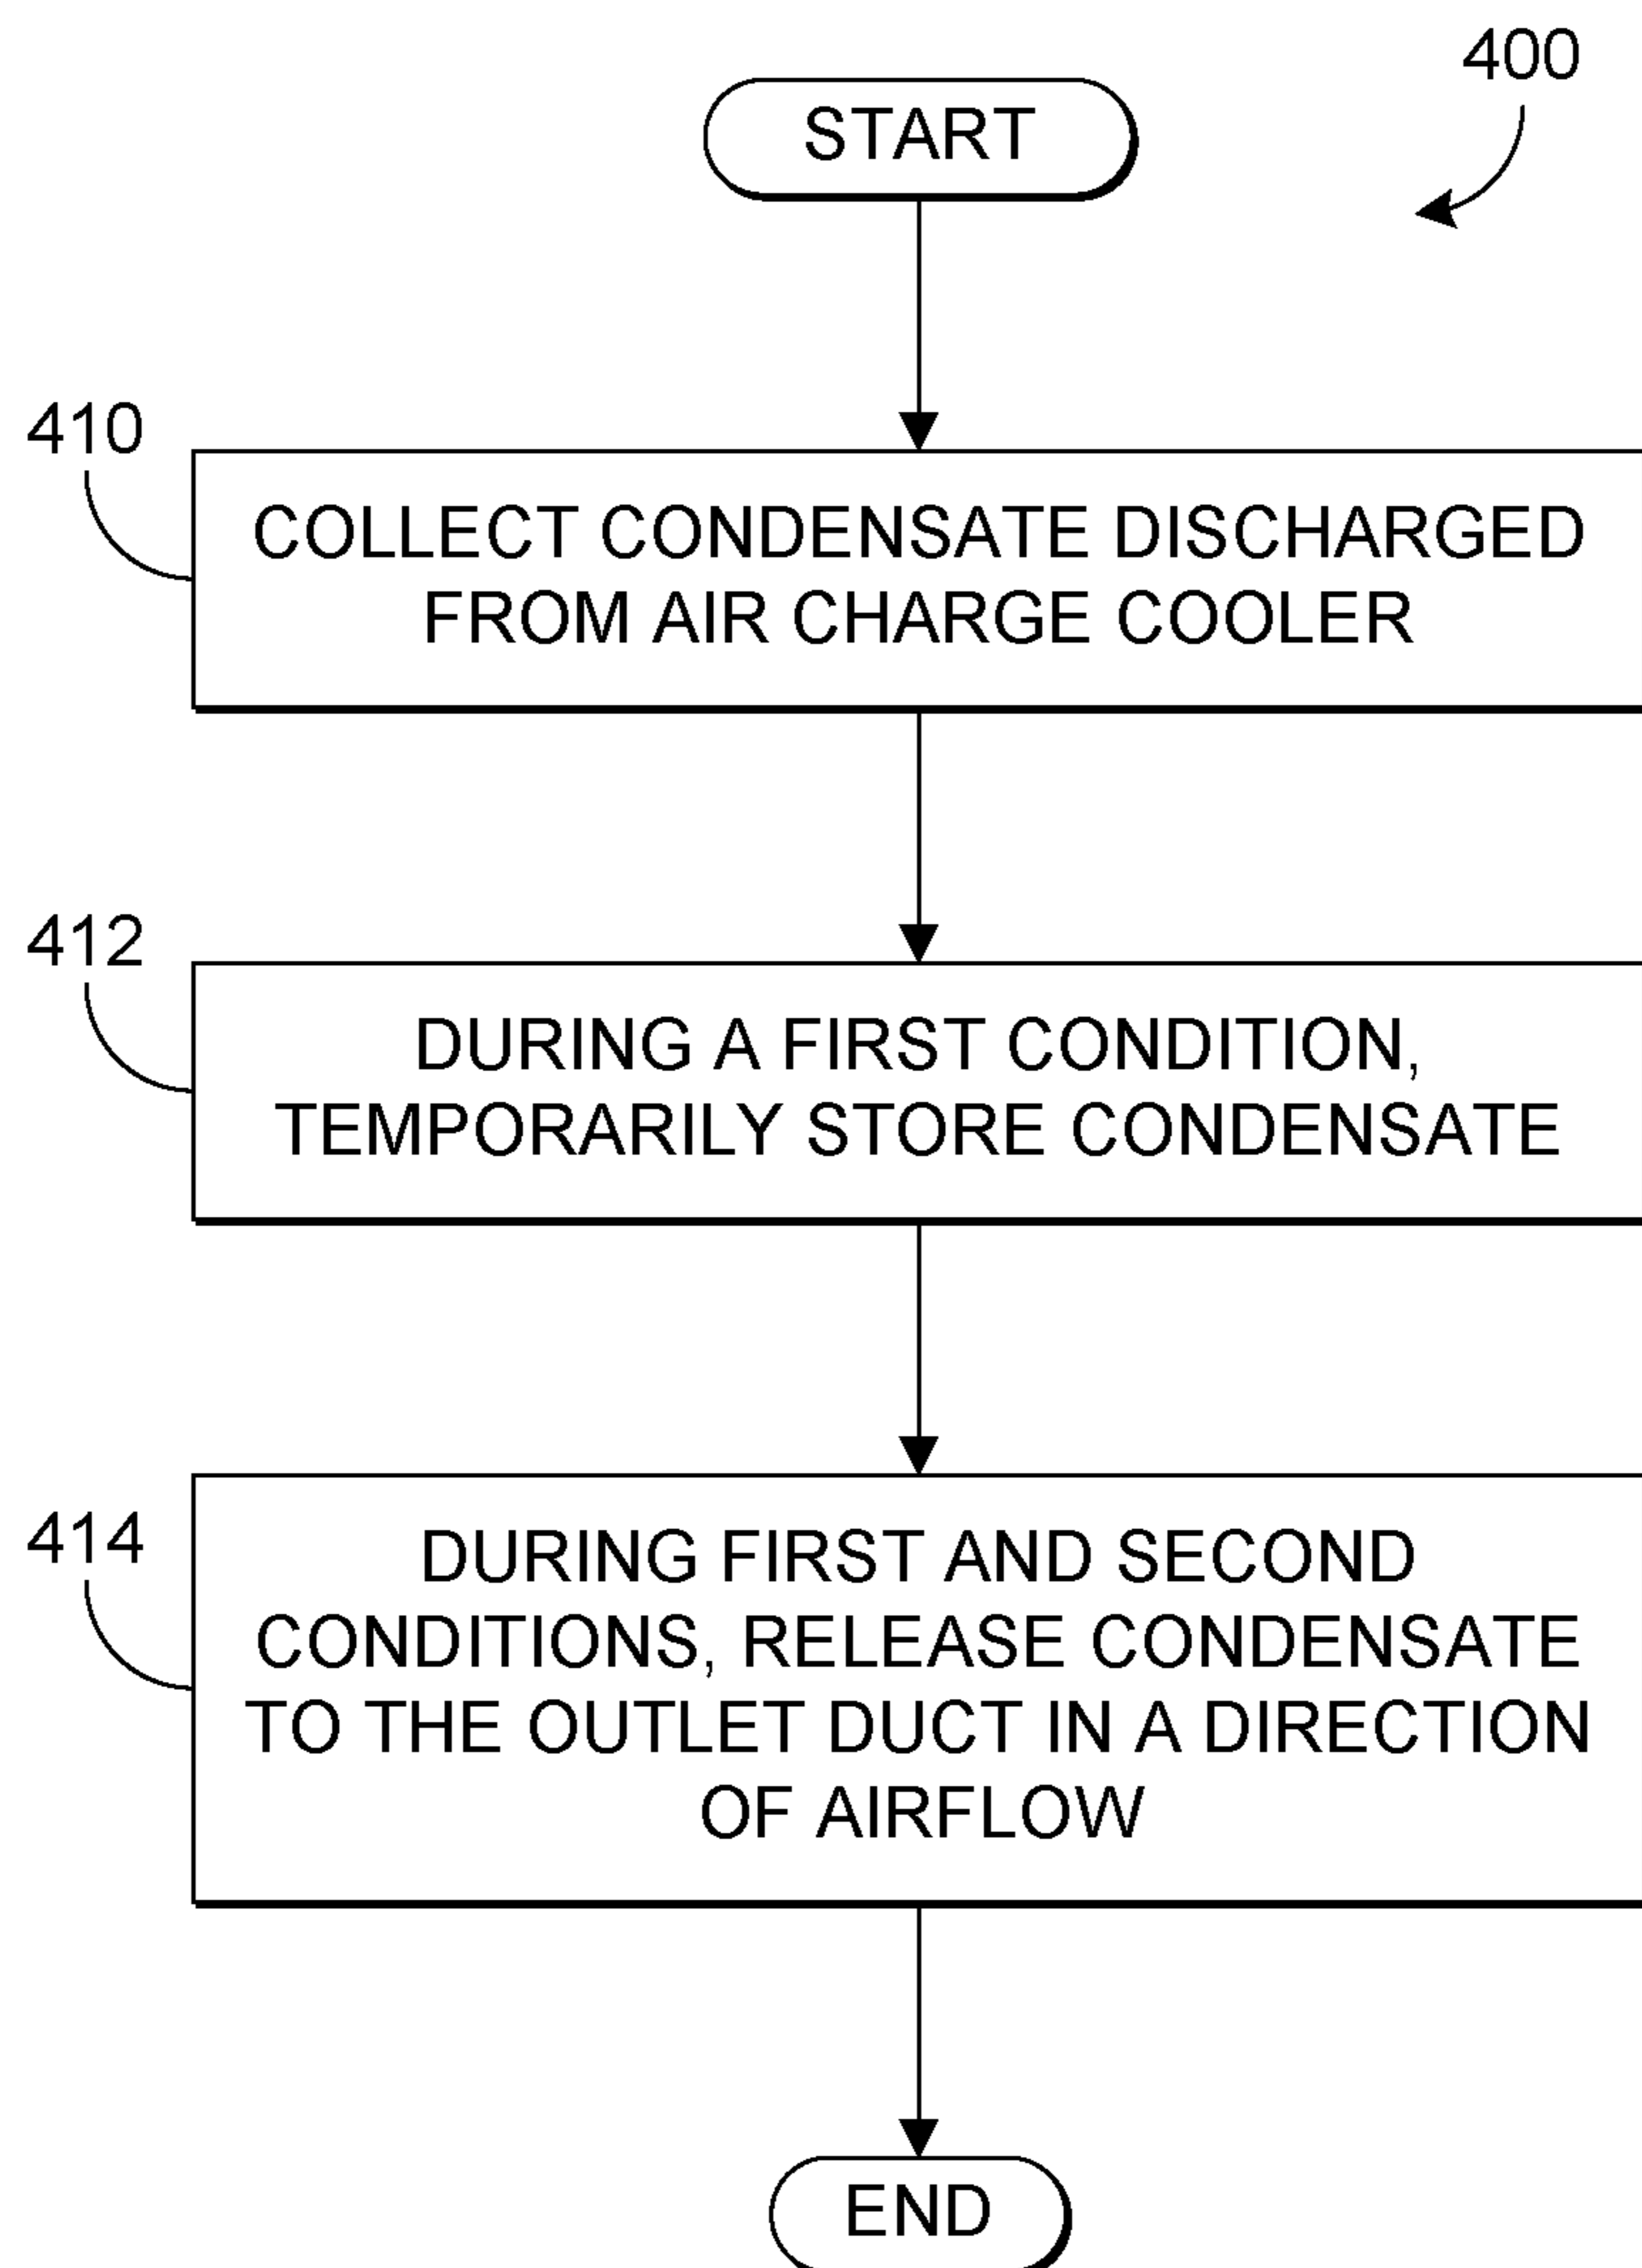 400
START
410
COLLECT CONDENSATE DISCHARGED
FROM AIR CHARGE COOLER
412
DURING A FIRST CONDITION,
TEMPORARILY STORE CONDENSATE
414
DURING FIRST AND SECOND
CONDITIONS, RELEASE CONDENSATE
TO THE OUTLET DUCT IN A DIRECTION
OF AIRFLOW
END